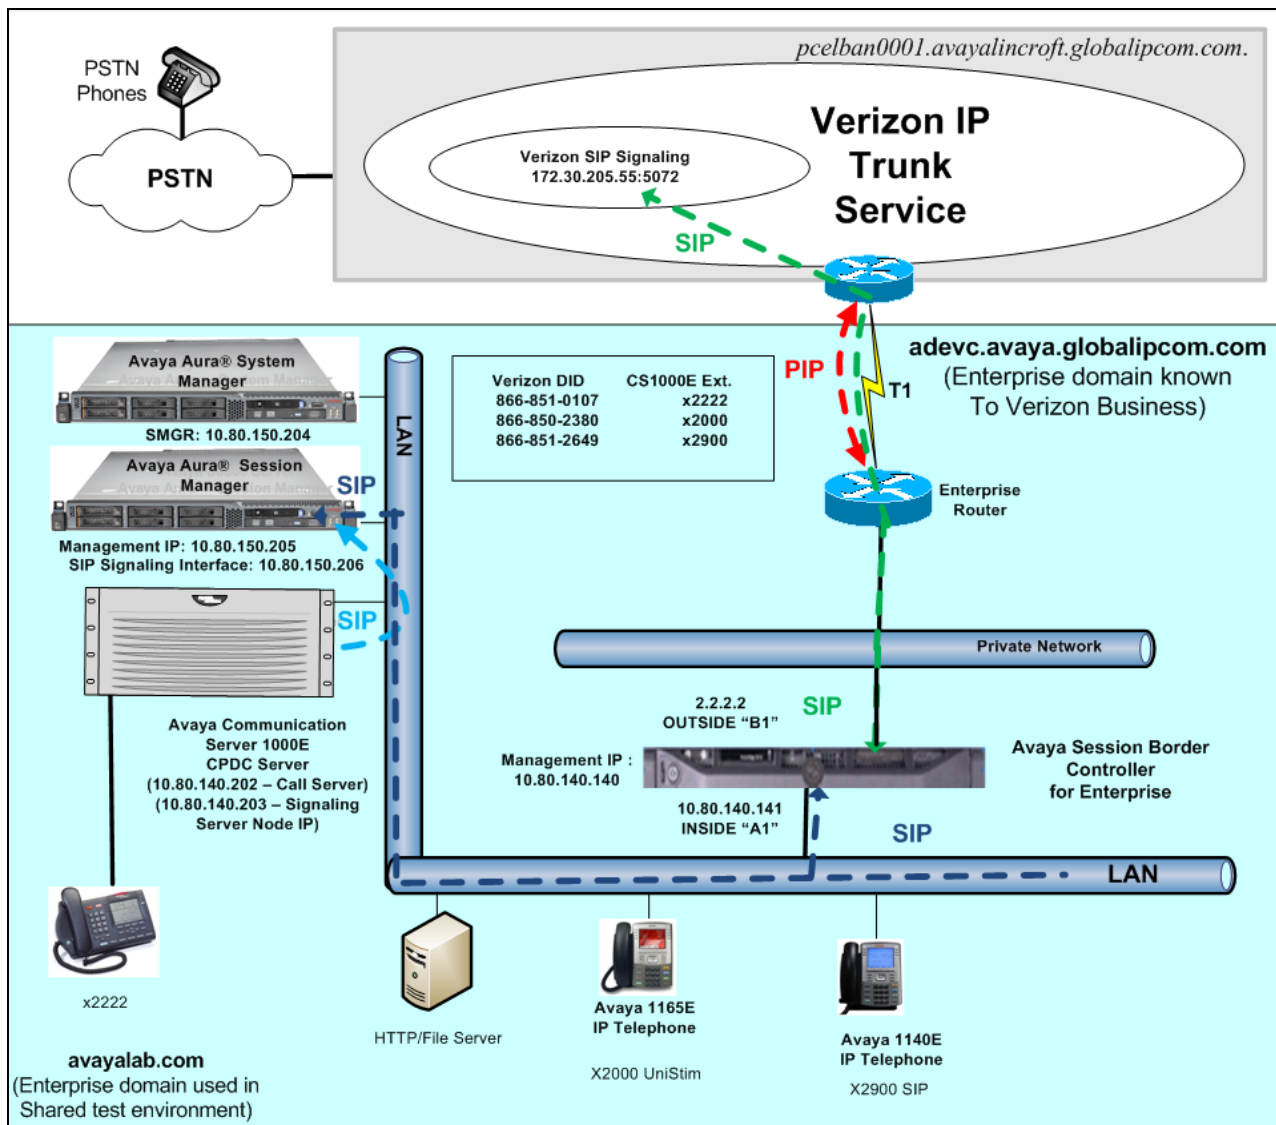 pcelban0001.avayalincroft.globalipcom.com.
PSTN
Phones
PSTN
Verizon IP
Trunk
Service
Verizon SIP Signaling
172.30.205.55:5072
SIP
Avaya Aura® System
Manager
SMGR: 10.80.150.204
Avaya Aura® Session
Manager
SIP
Management IP: 10.80.150.205
SIP Signaling Interface: 10.80.150.206
SIP
LAN
Verizon DID CS1000E Ext.
866-851-0107 x2222
866-850-2380 x2000
866-851-2649 x2900
PIP
T1
adevc.avaya.globalipcom.com
(Enterprise domain known
To Verizon Business)
Enterprise
Router
Private Network
Avaya Communication
Server 1000E
CPDC Server
(10.80.140.202 – Call Server)
(10.80.140.203 – Signaling
Server Node IP)
2.2.2.2
OUTSIDE “B1”
SIP
Management IP :
10.80.140.140
Avaya Session Border
Controller
for Enterprise
10.80.140.141
INSIDE “A1”
SIP
LAN
x2222
HTTP/File Server
Avaya 1165E
IP Telephone
X2000 UniStim
Avaya 1140E
IP Telephone
X2900 SIP
avayalab.com
(Enterprise domain used in
Shared test environment)